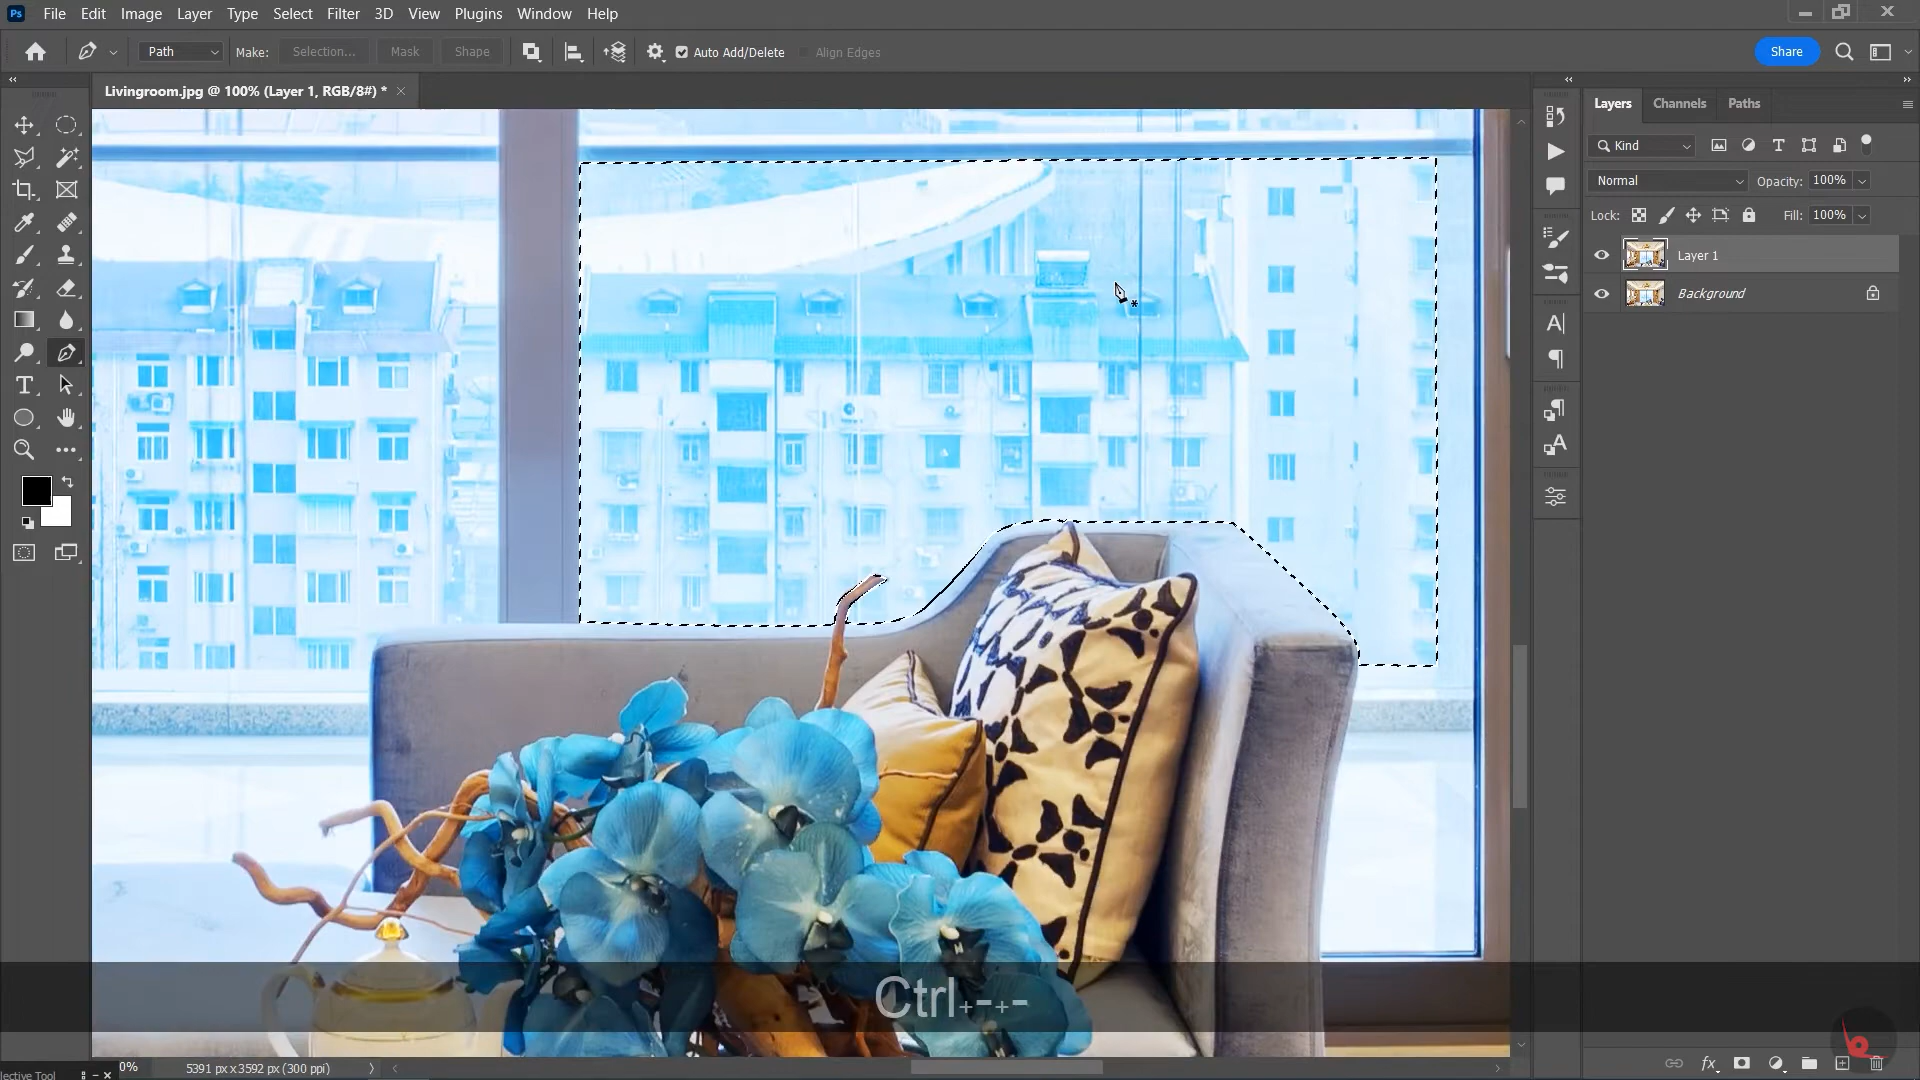 Ps File Edit Image Layer Type Select Filter 3D View Plugins Window Help
Path Make: Selection... Mask Shape Auto Add/Delete Align Edges Share
Livingroom.jpg @ 100% (Layer 1, RGB/8#) *
Layers Channels Paths
Kind
Normal Opacity: 100%
Lock: Fill: 100%
Layer 1
Background
Ctrl+-+-
0% 5391 px x 3592 px (300 ppi)
lective Tool